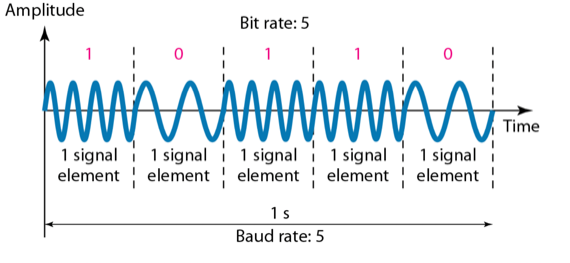 Amplitude
Bit rate: 5
1 0 1 1 0
Time
1 signal element 1 signal element 1 signal element 1 signal element 1 signal element
1 s
Baud rate: 5